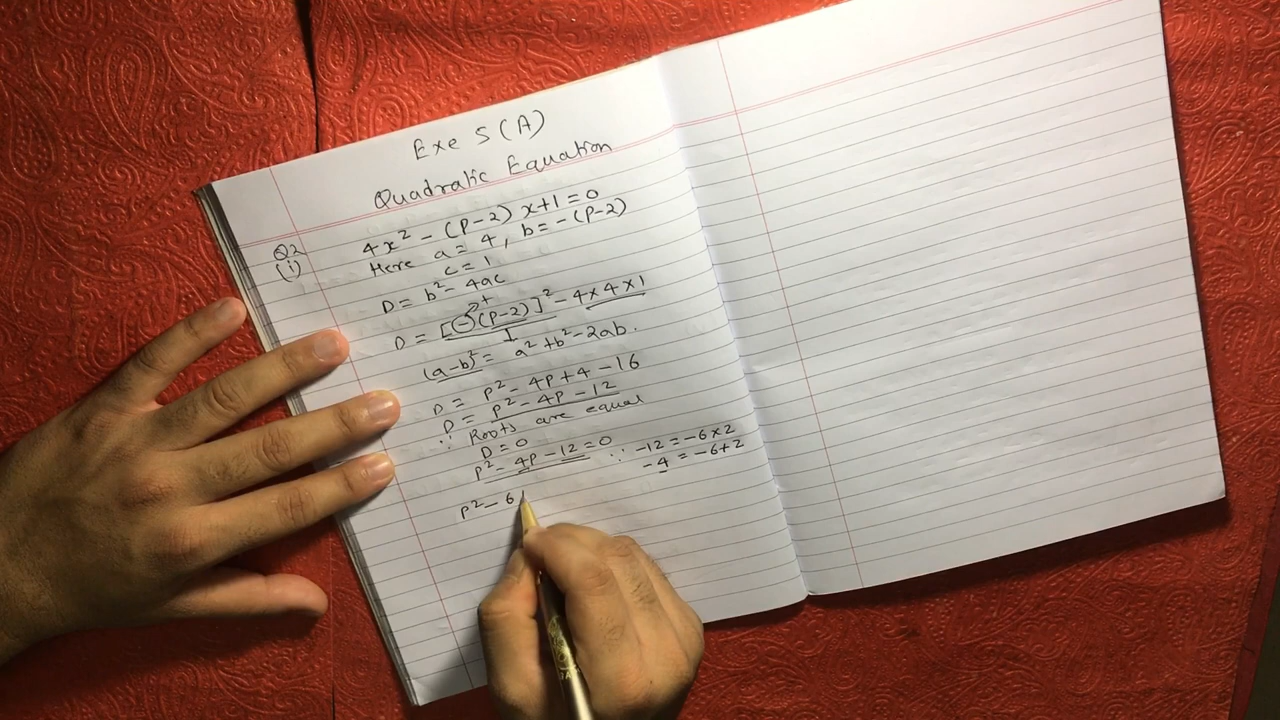 Exe 5(A)
Quadratic Equation
Q2
(i)
4x² - (P-2) x+1=0
Here a = 4, b = -(P-2)
c = 1
D = b² - 4ac
D = [-(P-2)]² - 4×4×1
(a-b)² = a²+b²-2ab.
D = P² - 4P+4 -16
D = P² - 4P - 12
∵ Roots are equal
D = 0
P² - 4P - 12 = 0 ∵ -12 = -6×2
-4 = -6+2
P² - 6